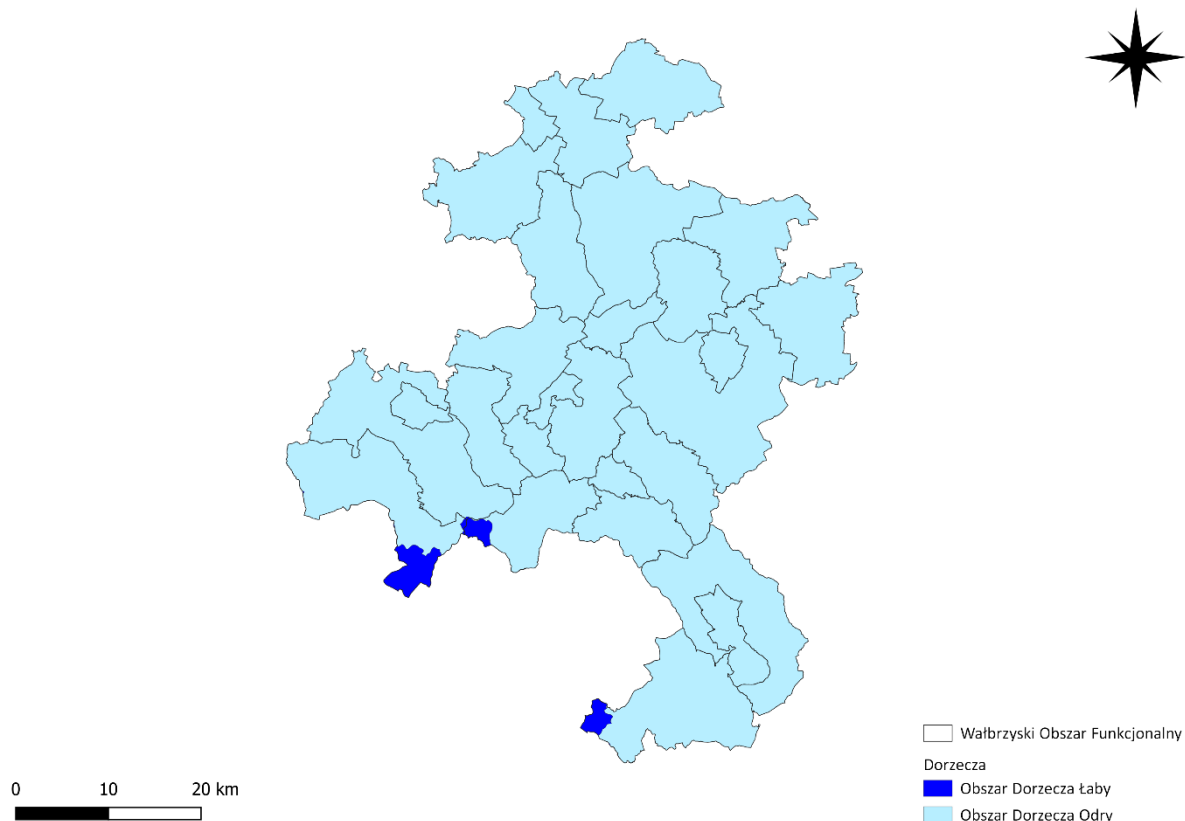 Wałbrzyski Obszar Funkcjonalny
Dorzecza
Obszar Dorzecza Łaby
Obszar Dorzecza Odry
0 10 20 km